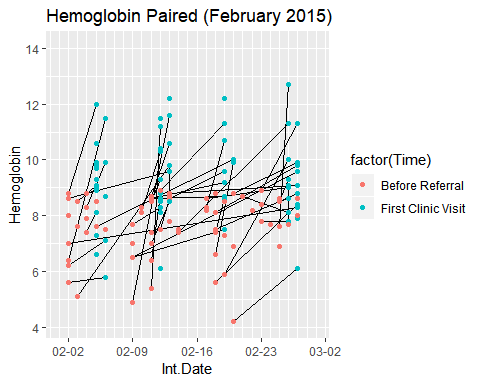 Hemoglobin Paired (February 2015)
14
12
10
8
6
4
Hemoglobin
02-02
02-09
02-16
02-23
03-02
Int.Date
factor(Time)
Before Referral
First Clinic Visit